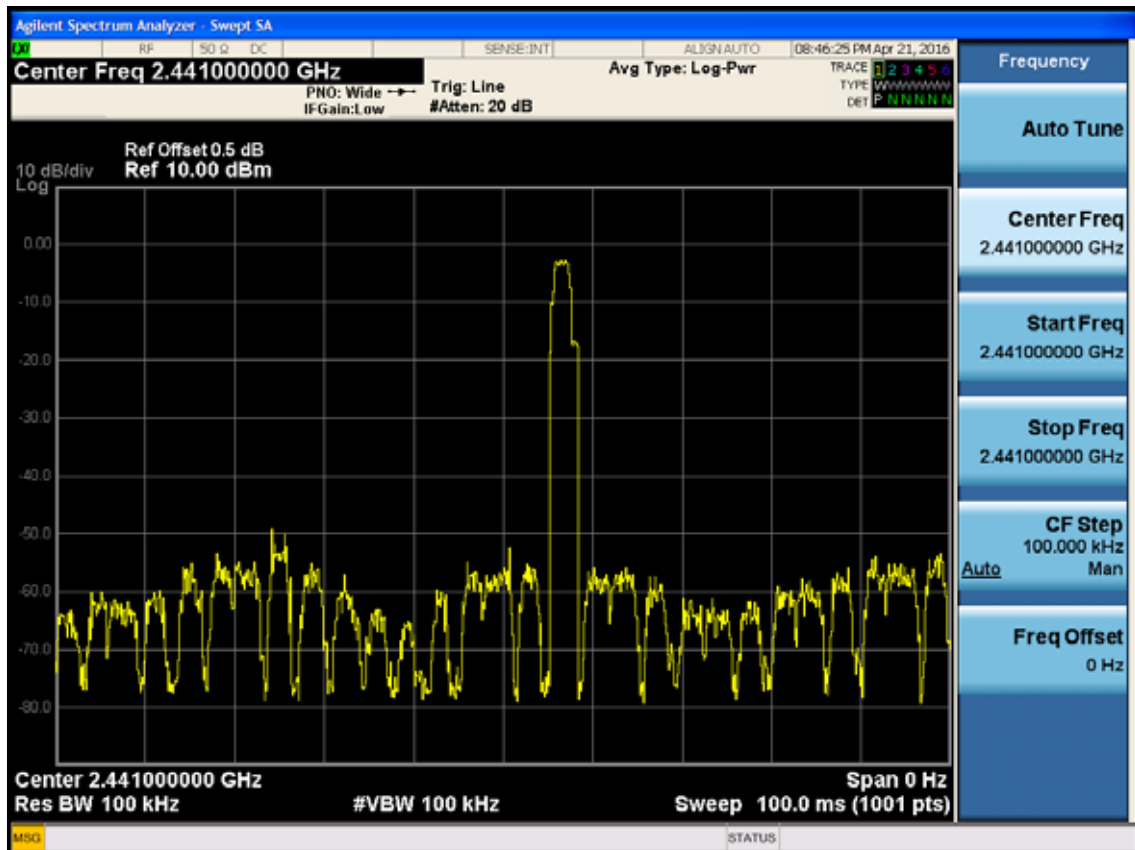 Agilent Spectrum Analyzer - Swept SA
RF 50 Ω DC SENSE:INT ALIGN AUTO 08:46:25 PM Apr 21, 2016
Center Freq 2.441000000 GHz
PNO: Wide
IFGain:Low
Trig: Line
#Atten: 20 dB
Avg Type: Log-Pwr
TRACE 1 2 3 4 5 6
TYPE
DET P N N N N N
Ref Offset 0.5 dB
10 dB/div Ref 10.00 dBm
Log
0.00
-10.0
-20.0
-30.0
-40.0
-50.0
-60.0
-70.0
-80.0
Center 2.441000000 GHz Span 0 Hz
Res BW 100 kHz #VBW 100 kHz Sweep 100.0 ms (1001 pts)
MSG STATUS
Frequency
Auto Tune
Center Freq
2.441000000 GHz
Start Freq
2.441000000 GHz
Stop Freq
2.441000000 GHz
CF Step
100.000 kHz
Auto Man
Freq Offset
0 Hz